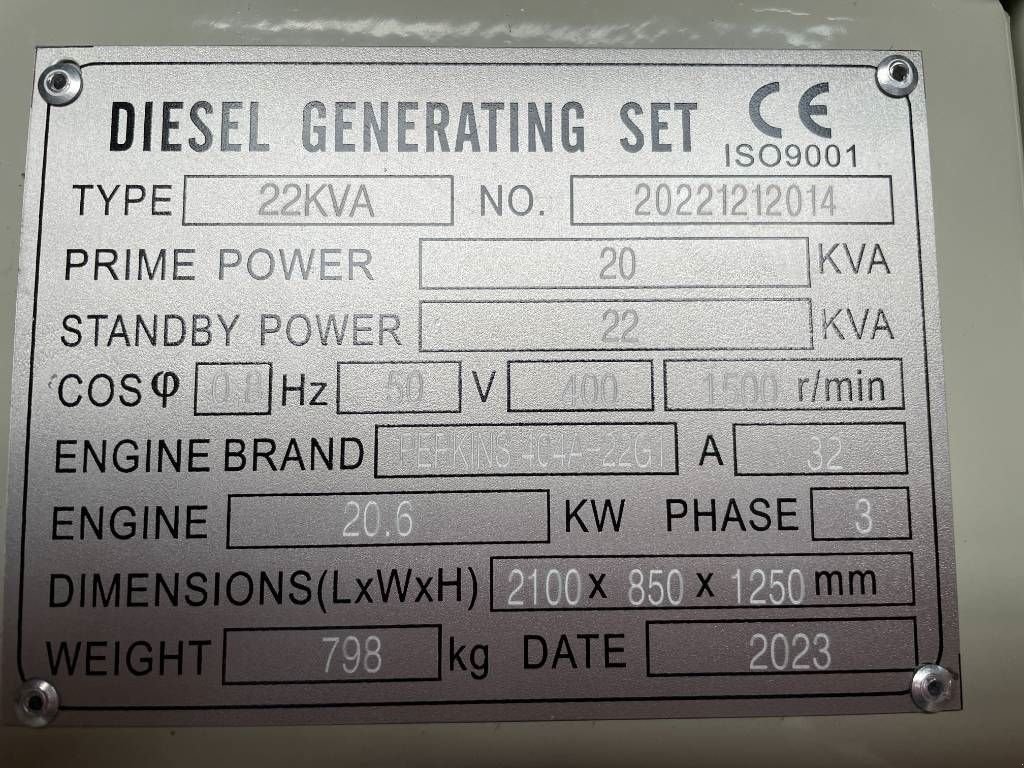 DIESEL GENERATING SET CE
ISO9001
TYPE 22KVA NO. 20221212014
PRIME POWER 20 KVA
STANDBY POWER 22 KVA
COSφ 0.8 Hz 50 V 400 1500 r/min
ENGINE BRAND 404A-22G1 A 32
ENGINE 20.6 KW PHASE 3
DIMENSIONS(LxWxH) 2100 x 850 x 1250 mm
WEIGHT 798 kg DATE 2023